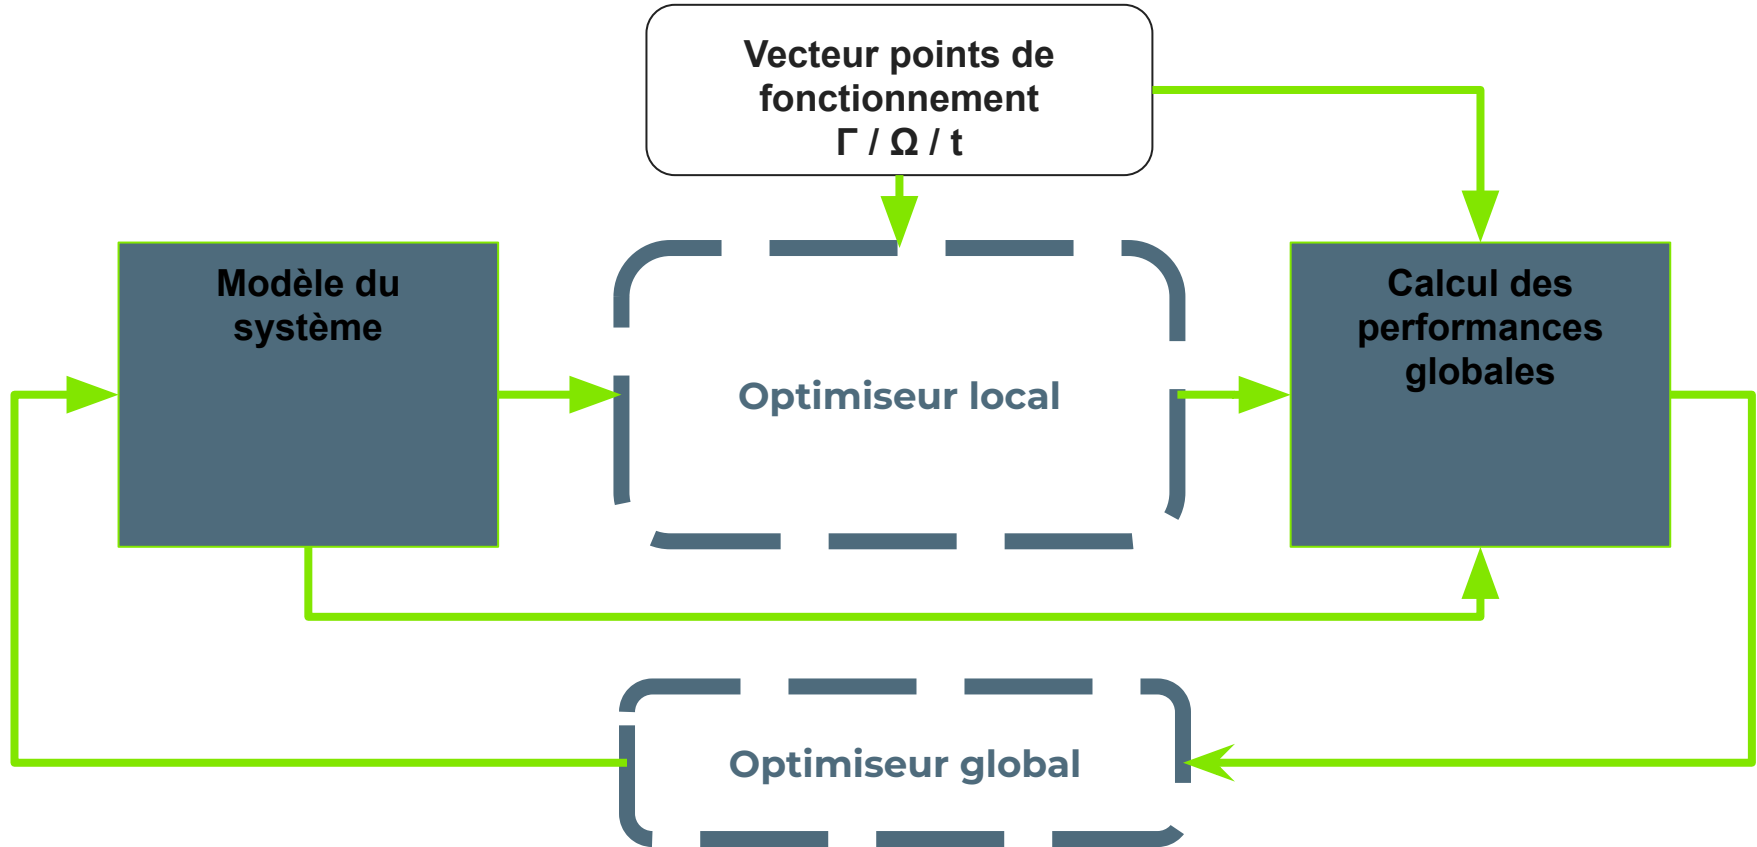 Vecteur points de
fonctionnement
Γ / Ω / t
Modèle du
système
Optimiseur local
Calcul des
performances
globales
Optimiseur global